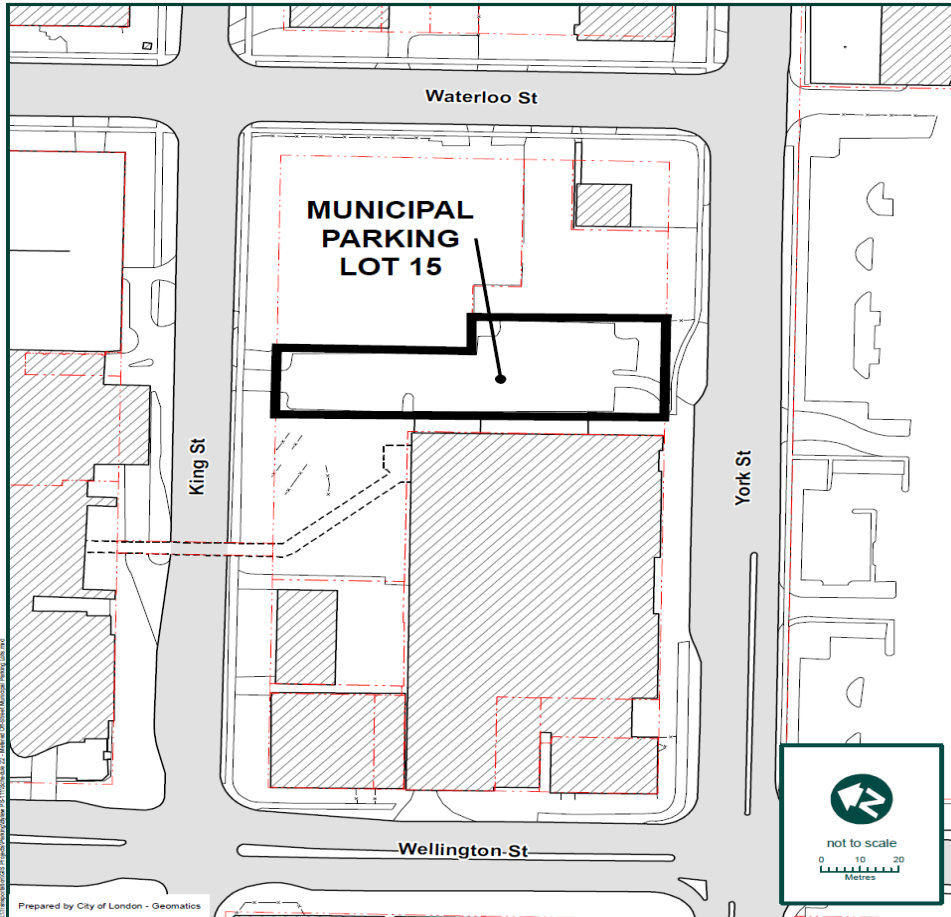 Waterloo St
MUNICIPAL
PARKING
LOT 15
King St
York St
Wellington St
N
not to scale
0 10 20
Metres
Prepared by City of London - Geomatics